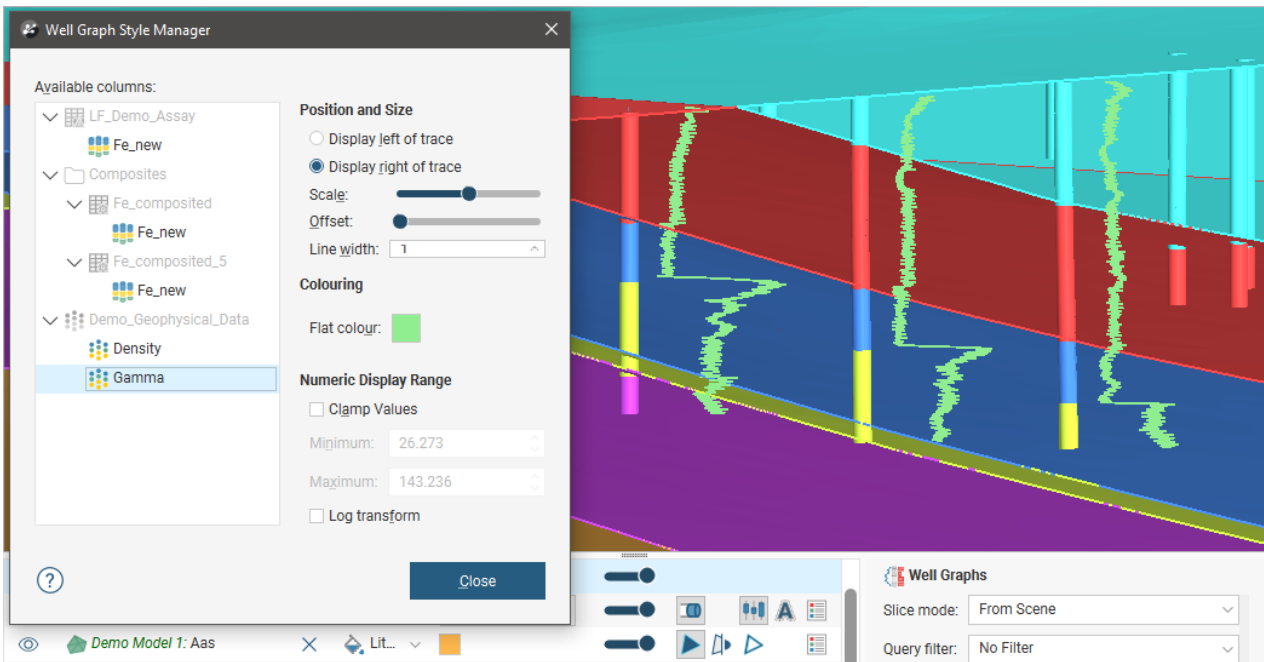 Well Graph Style Manager
Available columns:
LF_Demo_Assay
Fe_new
Composites
Fe_composited
Fe_new
Fe_composited_5
Fe_new
Demo_Geophysical_Data
Density
Gamma
Position and Size
Display left of trace
Display right of trace
Scale:
Offset:
Line width: 1
Colouring
Flat colour:
Numeric Display Range
Clamp Values
Minimum: 26.273
Maximum: 143.236
Log transform
? Close
Well Graphs
Slice mode: From Scene
A
Demo Model 1: Aas Lit...
Query filter: No Filter